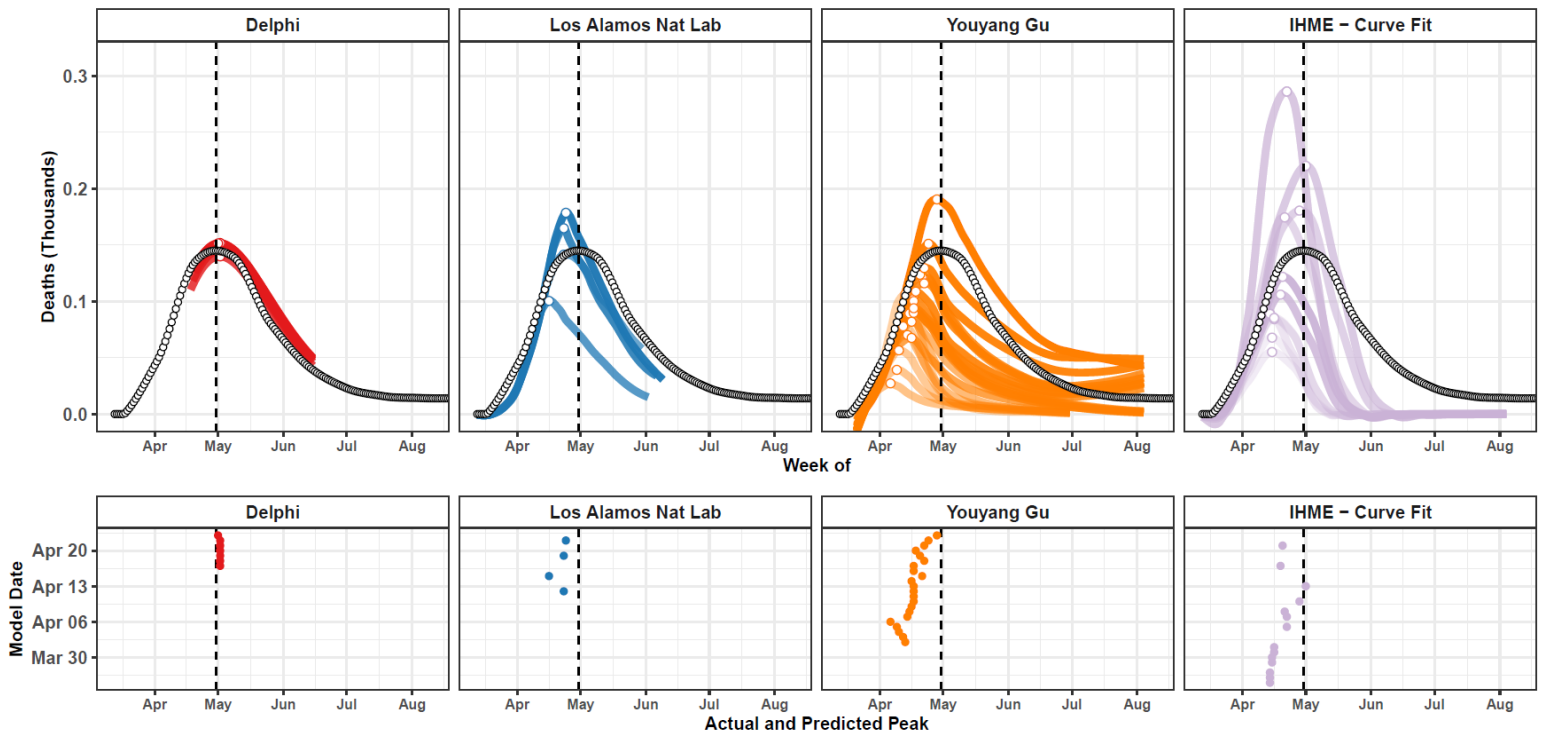 Delphi Los Alamos Nat Lab Youyang Gu IHME − Curve Fit
Deaths (Thousands)
0.3
0.2
0.1
0.0
Apr May Jun Jul Aug Apr May Jun Jul Aug Apr May Jun Jul Aug Apr May Jun Jul Aug
Week of
Delphi Los Alamos Nat Lab Youyang Gu IHME − Curve Fit
Model Date
Apr 20
Apr 13
Apr 06
Mar 30
Apr May Jun Jul Aug Apr May Jun Jul Aug Apr May Jun Jul Aug Apr May Jun Jul Aug
Actual and Predicted Peak